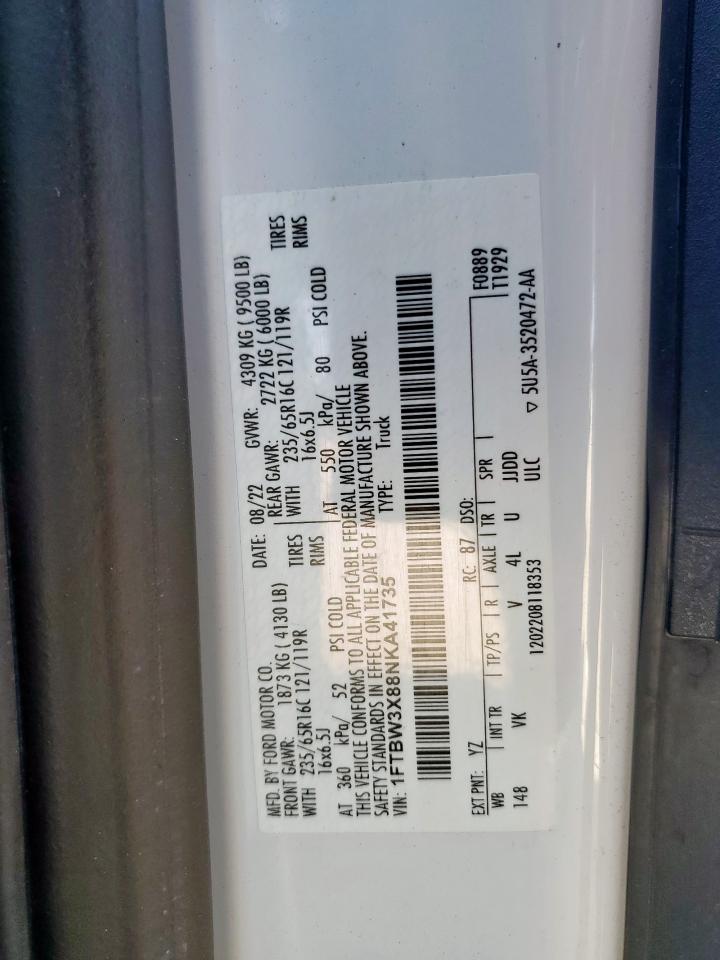 MFD. BY FORD MOTOR CO.
DATE: 08/22 GVWR: 4309 KG ( 9500 LB)
FRONT GAWR: 1873 KG ( 4130 LB) REAR GAWR: 2722 KG ( 6000 LB)
WITH 235/65R16C 121/119R TIRES WITH 235/65R16C 121/119R TIRES
16x6.5J RIMS 16x6.5J RIMS
AT 360 kPa/ 52 PSI COLD AT 550 kPa/ 80 PSI COLD
THIS VEHICLE CONFORMS TO ALL APPLICABLE FEDERAL MOTOR VEHICLE
SAFETY STANDARDS IN EFFECT ON THE DATE OF MANUFACTURE SHOWN ABOVE.
VIN: 1FTBW3X88NKA41735 TYPE: Truck
EXT PNT: YZ RC: 87 DSO: F0889
WB INT TR TP/PS R AXLE TR SPR T1929
148 VK V 4L U JJDD
1202208118353 ULC ▽ 5U5A-3520472-AA